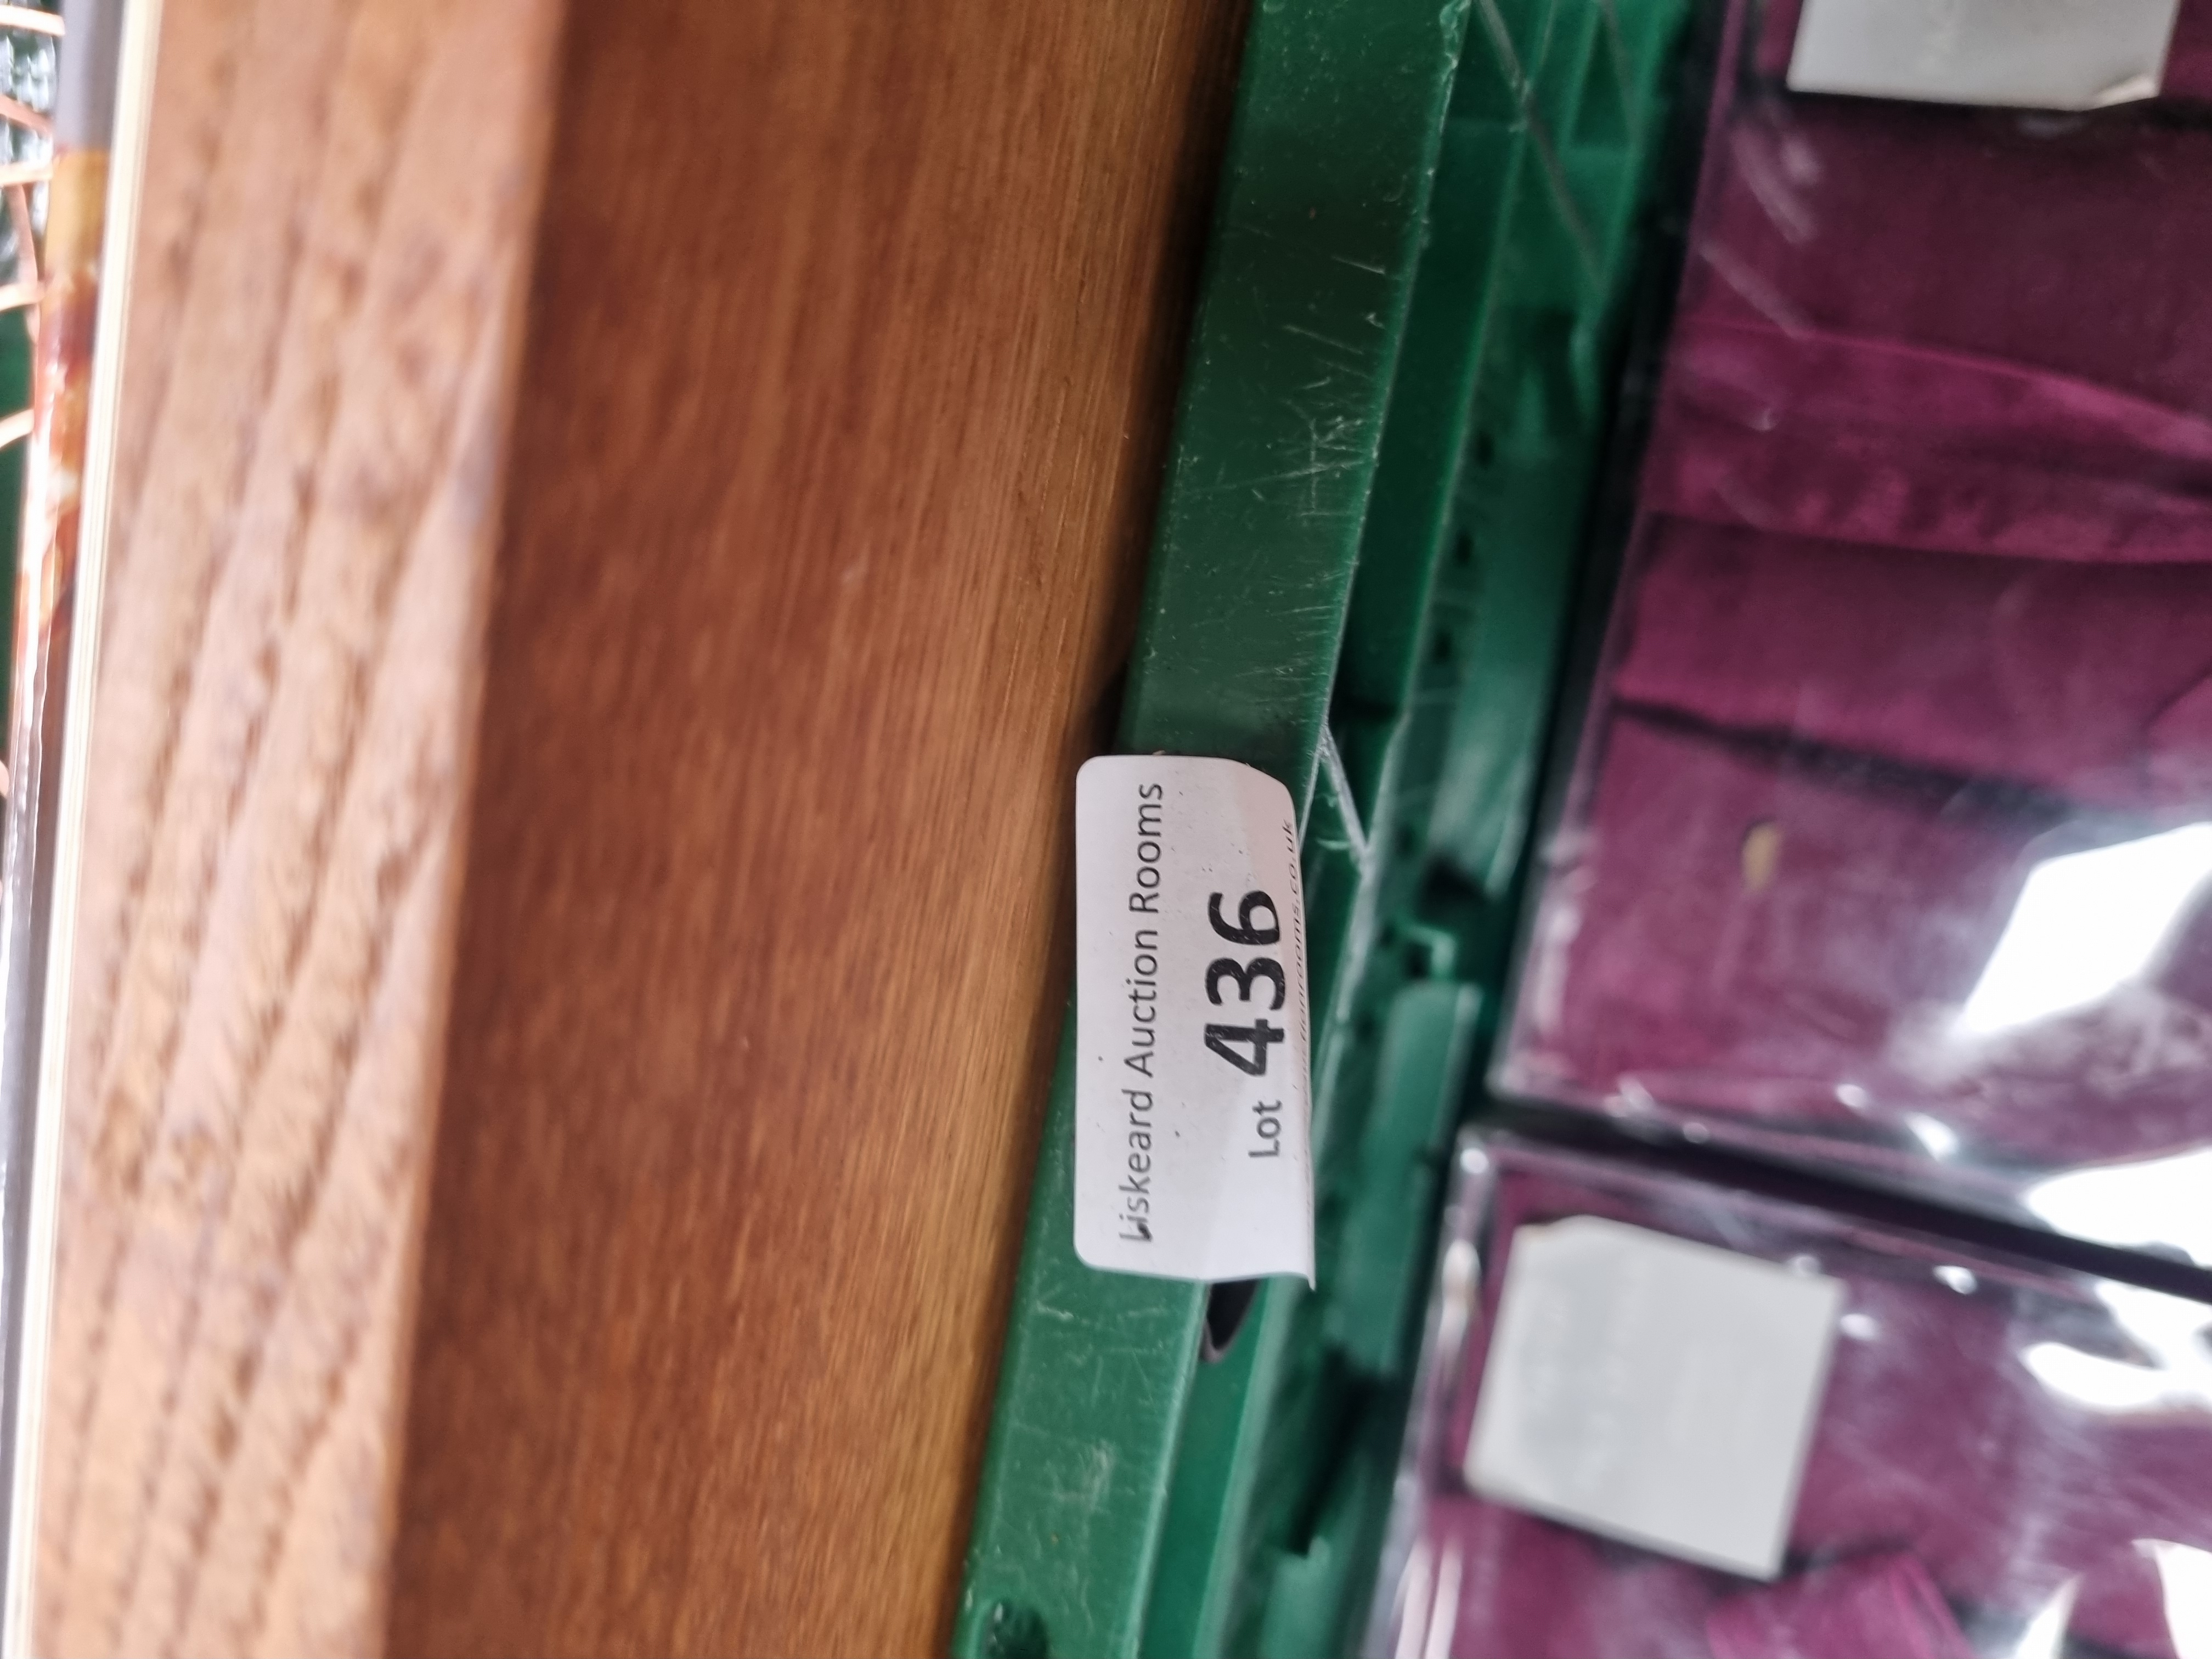 Liskeard Auction Rooms
Lot 436